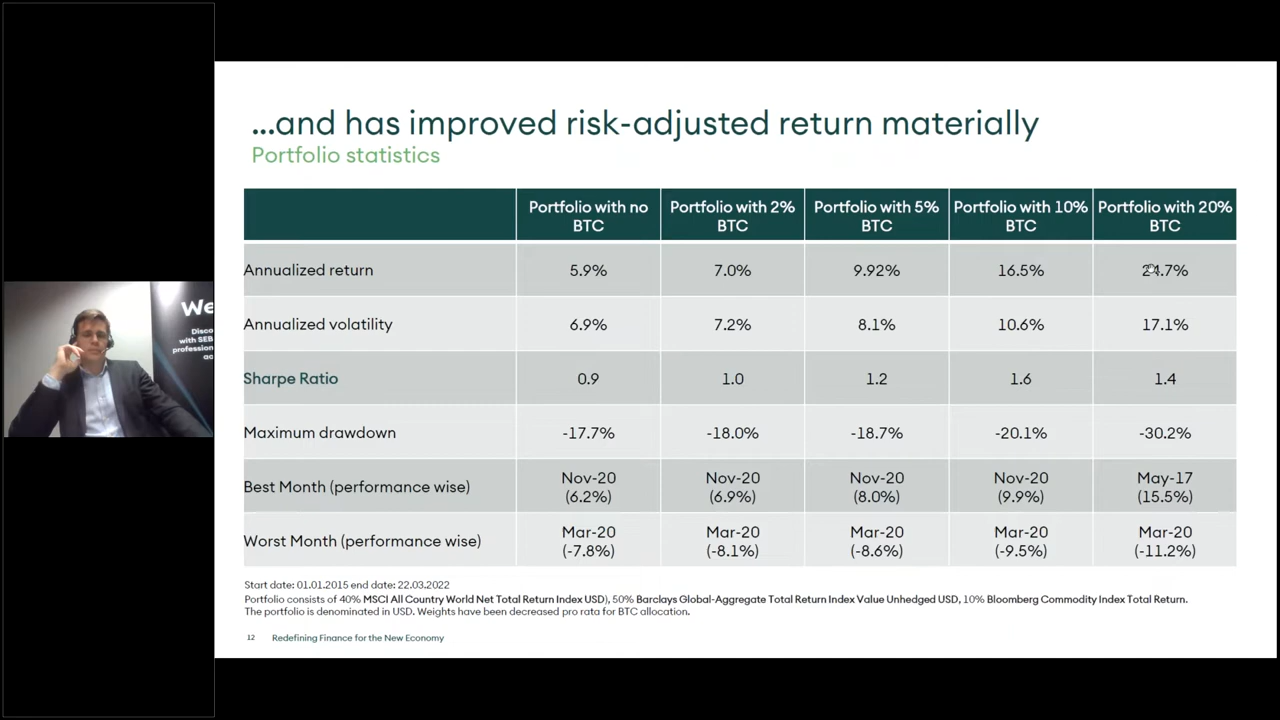 ...and has improved risk-adjusted return materially
Portfolio statistics
Portfolio with no BTC
Portfolio with 2% BTC
Portfolio with 5% BTC
Portfolio with 10% BTC
Portfolio with 20% BTC
Annualized return 5.9% 7.0% 9.92% 16.5% 24.7%
Annualized volatility 6.9% 7.2% 8.1% 10.6% 17.1%
Sharpe Ratio 0.9 1.0 1.2 1.6 1.4
Maximum drawdown -17.7% -18.0% -18.7% -20.1% -30.2%
Best Month (performance wise) Nov-20 (6.2%) Nov-20 (6.9%) Nov-20 (8.0%) Nov-20 (9.9%) May-17 (15.5%)
Worst Month (performance wise) Mar-20 (-7.8%) Mar-20 (-8.1%) Mar-20 (-8.6%) Mar-20 (-9.5%) Mar-20 (-11.2%)
Start date: 01.01.2015 end date: 22.03.2022
Portfolio consists of 40% MSCI All Country World Net Total Return Index USD), 50% Barclays Global-Aggregate Total Return Index Value Unhedged USD, 10% Bloomberg Commodity Index Total Return.
The portfolio is denominated in USD. Weights have been decreased pro rata for BTC allocation.
12 Redefining Finance for the New Economy
We
Disco
with SEB
profession
ac